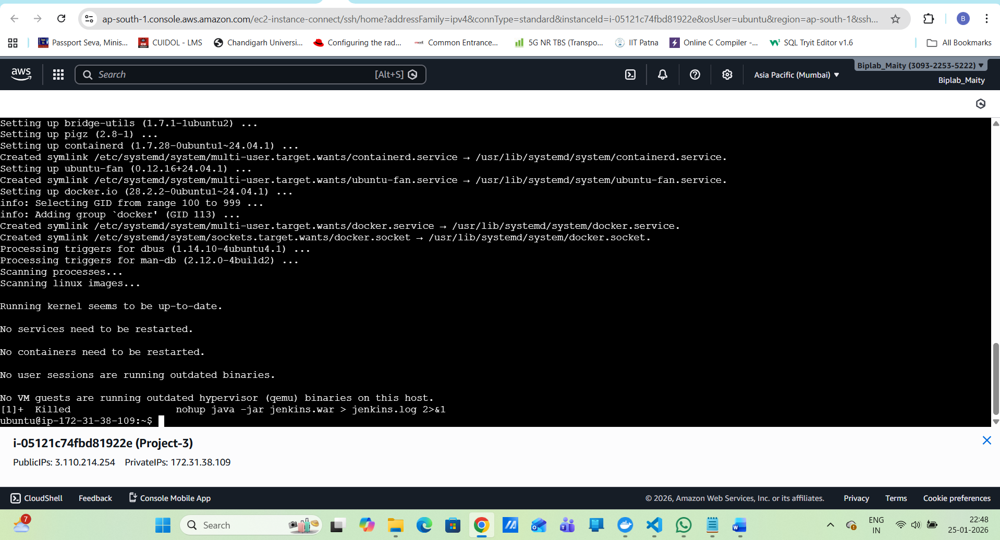 ap-south-1.console.aws.amazon.com/ec2-instance-connect/ssh/home?addressFamily=ipv4&connType=standard&instanceId=i-05121c74fbd81922e&osUser=ubuntu&region=ap-south-1&ssh...
B
Passport Seva, Minis...
CUIDOL - LMS
Chandigarh Universi...
Configuring the rad...
Common Entrance...
5G NR TBS (Transpo...
IIT Patna
Online C Compiler -...
SQL Tryit Editor v1.6
All Bookmarks
aws
Search
[Alt+S]
Asia Pacific (Mumbai) ▼
Biplab_Maity (3093-2253-5222) ▼
Biplab_Maity
Setting up bridge-utils (1.7.1-1ubuntu2) ...
Setting up pigz (2.8-1) ...
Setting up containerd (1.7.28-0ubuntu1~24.04.1) ...
Created symlink /etc/systemd/system/multi-user.target.wants/containerd.service → /usr/lib/systemd/system/containerd.service.
Setting up ubuntu-fan (0.12.16+24.04.1) ...
Created symlink /etc/systemd/system/multi-user.target.wants/ubuntu-fan.service → /usr/lib/systemd/system/ubuntu-fan.service.
Setting up docker.io (28.2.2-0ubuntu1~24.04.1) ...
info: Selecting GID from range 100 to 999 ...
info: Adding group `docker' (GID 113) ...
Created symlink /etc/systemd/system/multi-user.target.wants/docker.service → /usr/lib/systemd/system/docker.service.
Created symlink /etc/systemd/system/sockets.target.wants/docker.socket → /usr/lib/systemd/system/docker.socket.
Processing triggers for dbus (1.14.10-4ubuntu4.1) ...
Processing triggers for man-db (2.12.0-4build2) ...
Scanning processes...
Scanning linux images...
Running kernel seems to be up-to-date.
No services need to be restarted.
No containers need to be restarted.
No user sessions are running outdated binaries.
No VM guests are running outdated hypervisor (qemu) binaries on this host.
[1]+  Killed                  nohup java -jar jenkins.war > jenkins.log 2>&1
ubuntu@ip-172-31-38-109:~$
i-05121c74fbd81922e (Project-3)
PublicIPs: 3.110.214.254 PrivateIPs: 172.31.38.109
CloudShell
Feedback
Console Mobile App
© 2026, Amazon Web Services, Inc. or its affiliates.
Privacy
Terms
Cookie preferences
7
Search
ENG
IN
22:48
25-01-2026